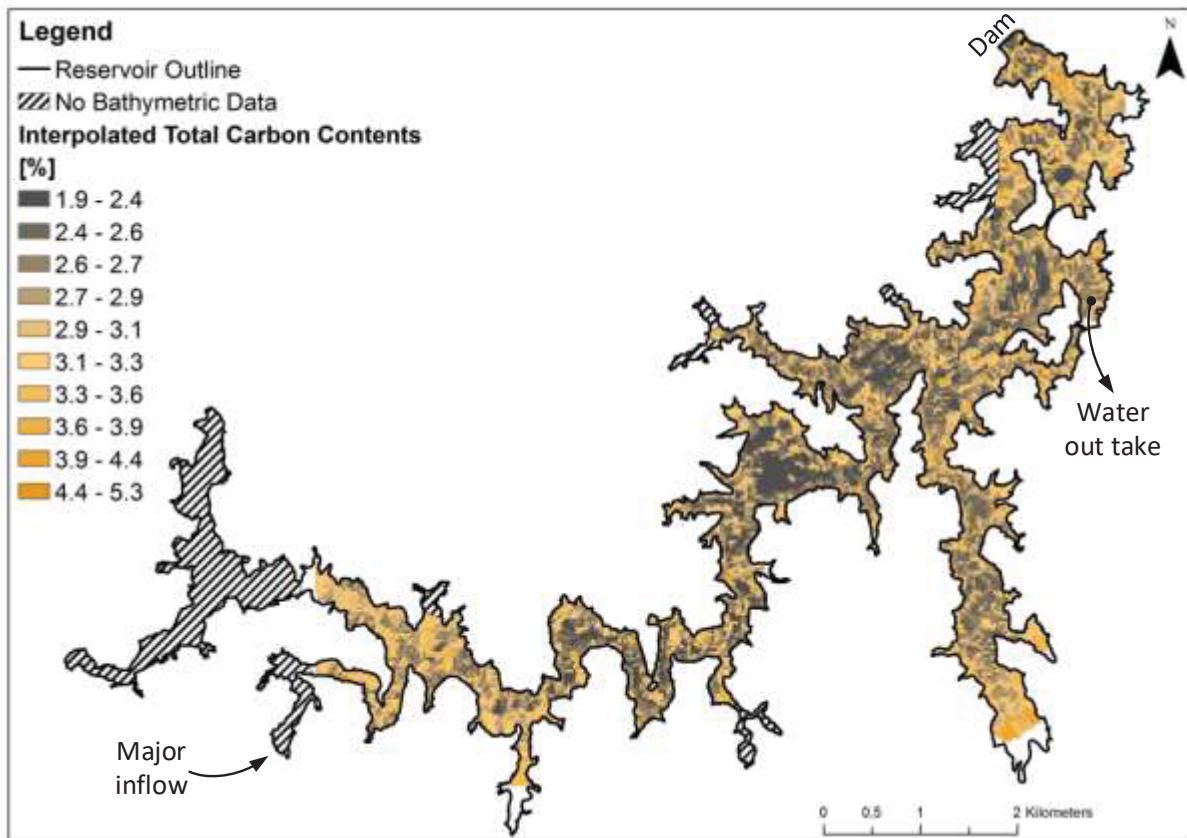 Legend
Reservoir Outline
No Bathymetric Data
Interpolated Total Carbon Contents
[%]
1.9 - 2.4
2.4 - 2.6
2.6 - 2.7
2.7 - 2.9
2.9 - 3.1
3.1 - 3.3
3.3 - 3.6
3.6 - 3.9
3.9 - 4.4
4.4 - 5.3
Dam
N
Water
out take
Major
inflow
0 0.5 1 2 Kilometers